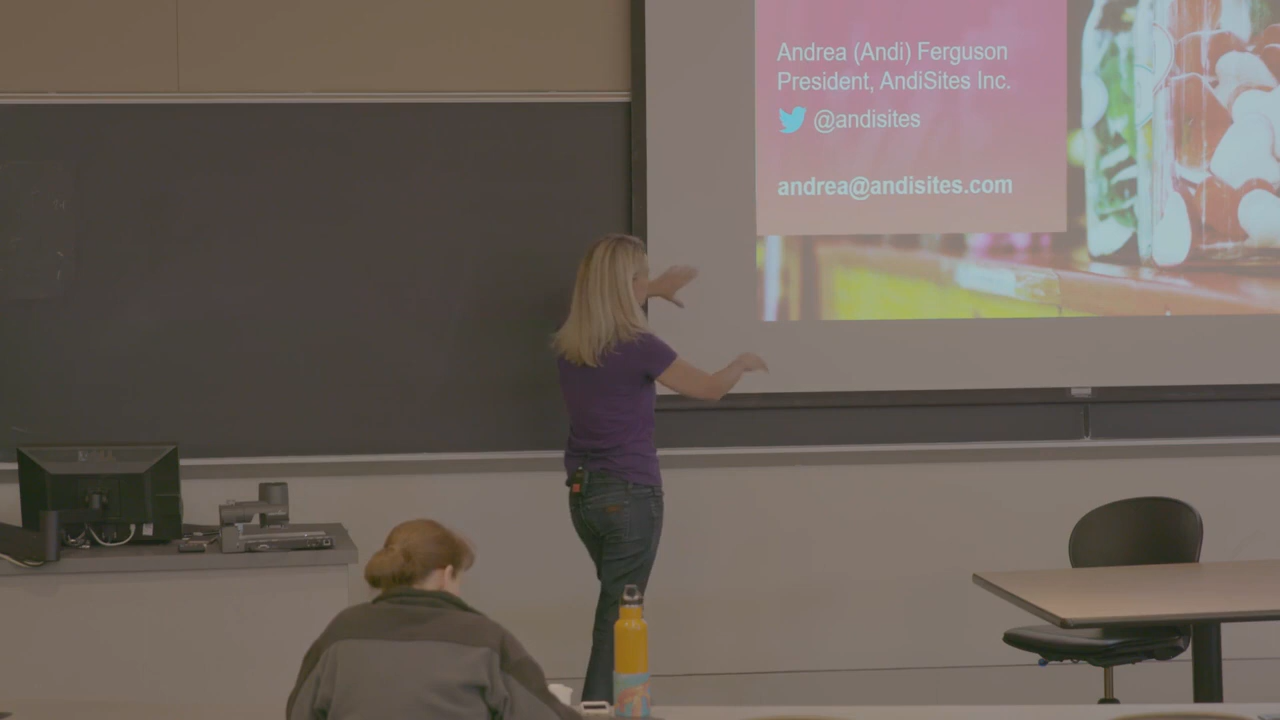 Andrea (Andi) Ferguson
President, AndiSites Inc.
@andisites
andrea@andisites.com